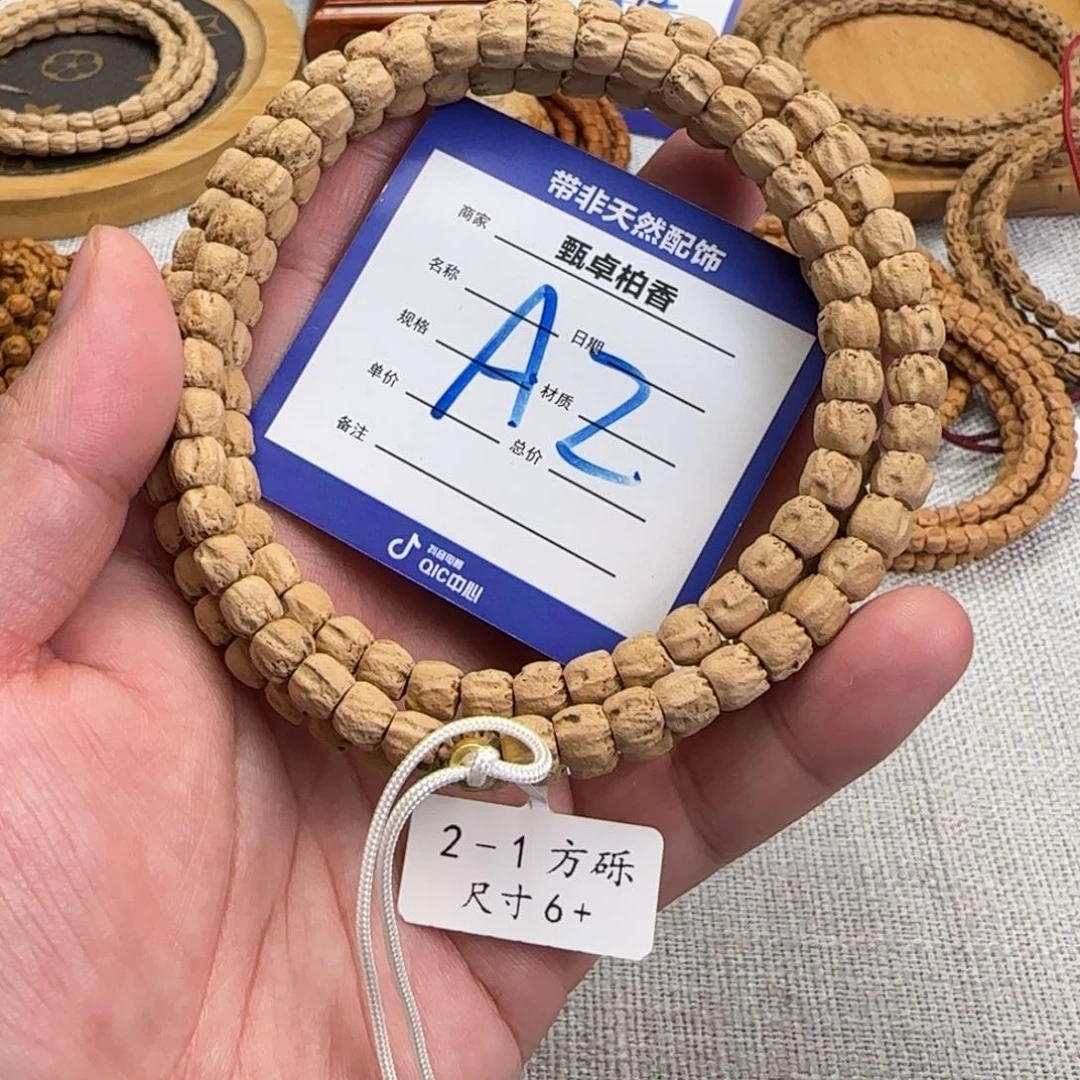 带非天然配饰
商家
甄卓柏香
名称
日期
规格
材质
单价
总价
备注
AZ
抖音电商
QIC中心
2-1 方砾
尺寸6+